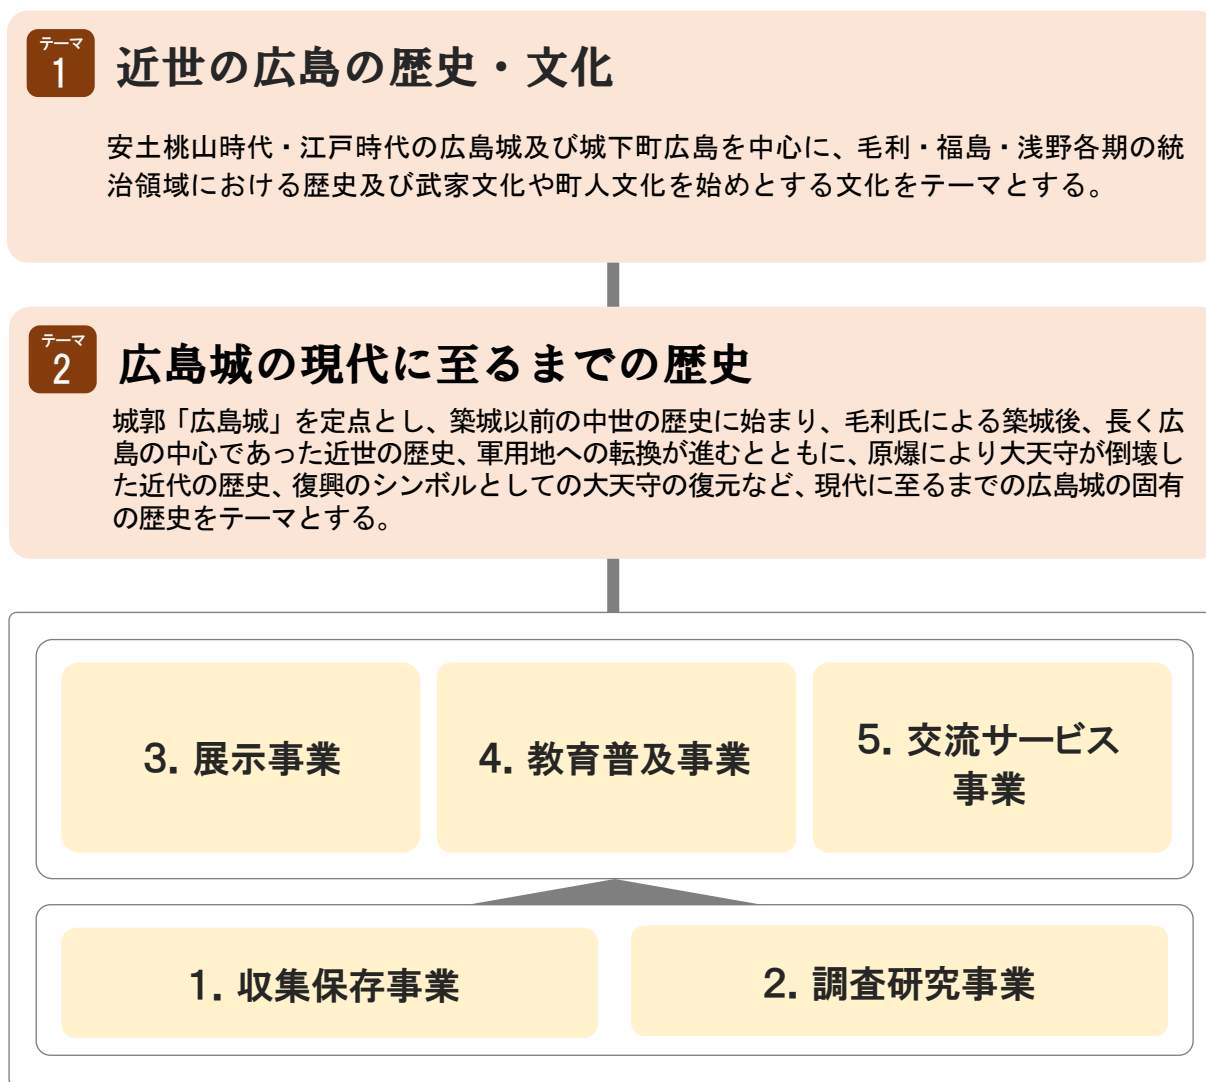 テーマ
1
近世の広島の歴史・文化
安土桃山時代・江戸時代の広島城及び城下町広島を中心に、毛利・福島・浅野各期の統
治領域における歴史及び武家文化や町人文化を始めとする文化をテーマとする。
テーマ
2
広島城の現代に至るまでの歴史
城郭「広島城」を定点とし、築城以前の中世の歴史に始まり、毛利氏による築城後、長く広
島の中心であった近世の歴史、軍用地への転換が進むとともに、原爆により大天守が倒壊し
た近代の歴史、復興のシンボルとしての大天守の復元など、現代に至るまでの広島城の固有
の歴史をテーマとする。
3. 展示事業
4. 教育普及事業
5. 交流サービス
事業
1. 収集保存事業
2. 調査研究事業